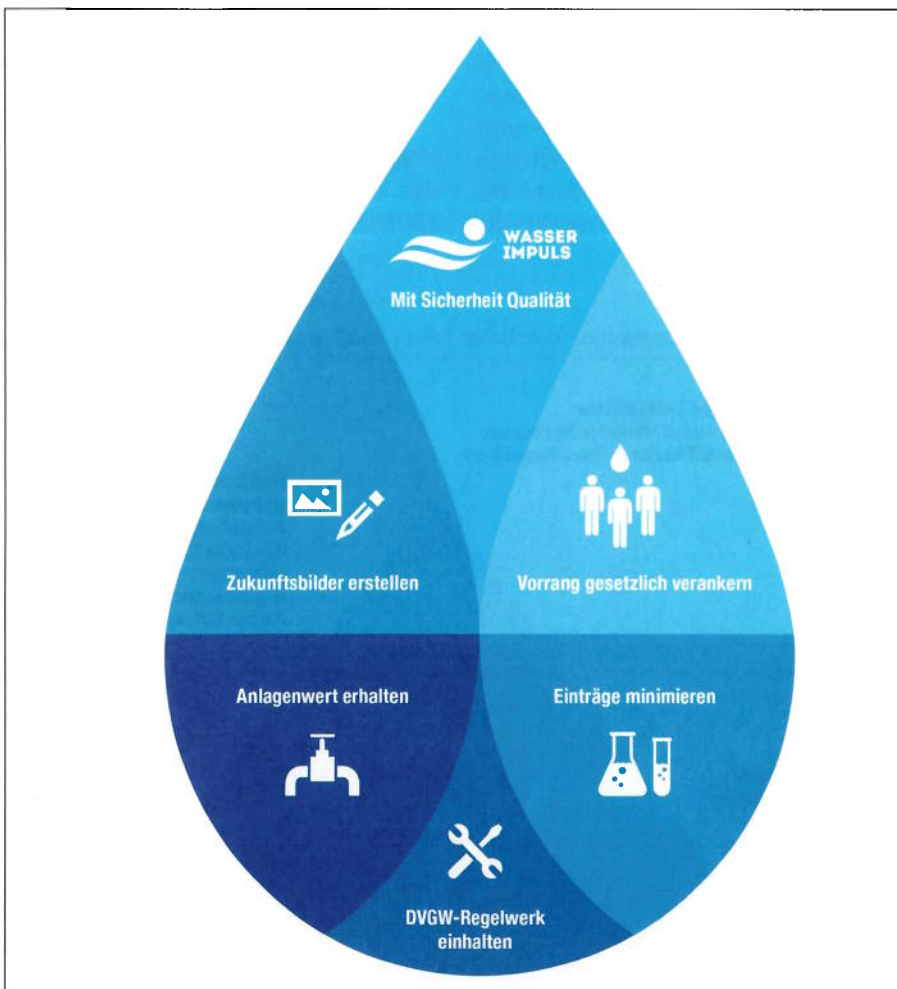 WASSER
IMPULS
Mit Sicherheit Qualität
Zukunftsbilder erstellen
Vorrang gesetzlich verankern
Anlagenwert erhalten
Einträge minimieren
DVGW-Regelwerk
einhalten